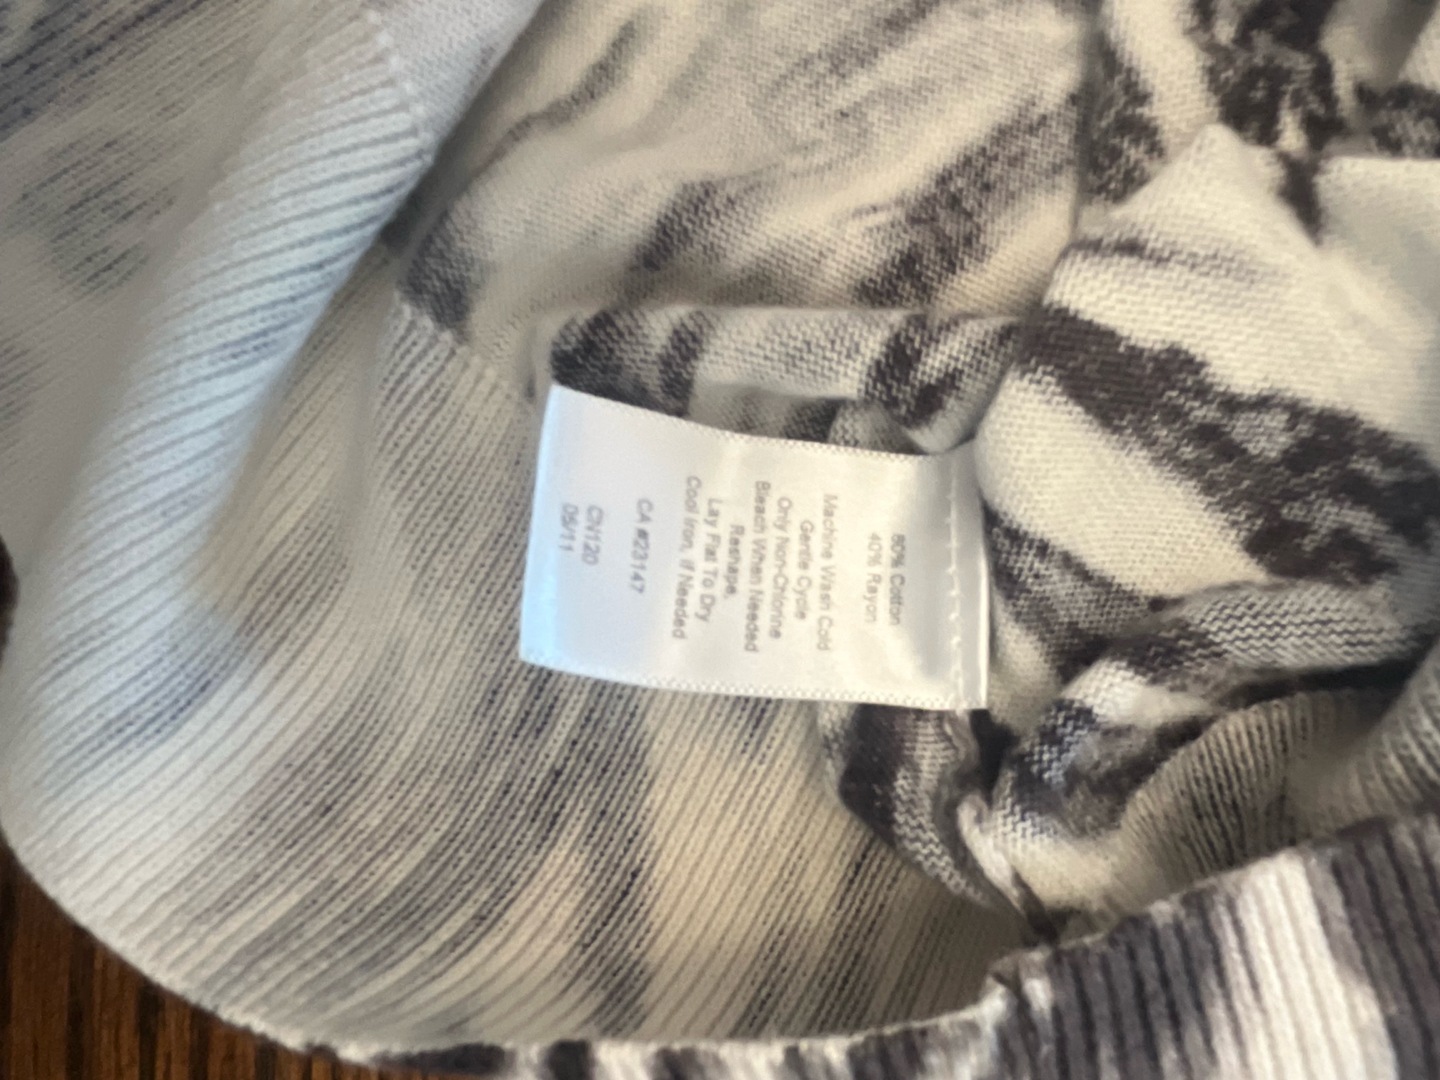 60% Cotton
40% Rayon
Machine Wash Cold
Gentle Cycle
Only Non-Chlorine
Bleach When Needed
Reshape,
Lay Flat To Dry
Cool Iron, If Needed
CA #23147
CN120
05/11